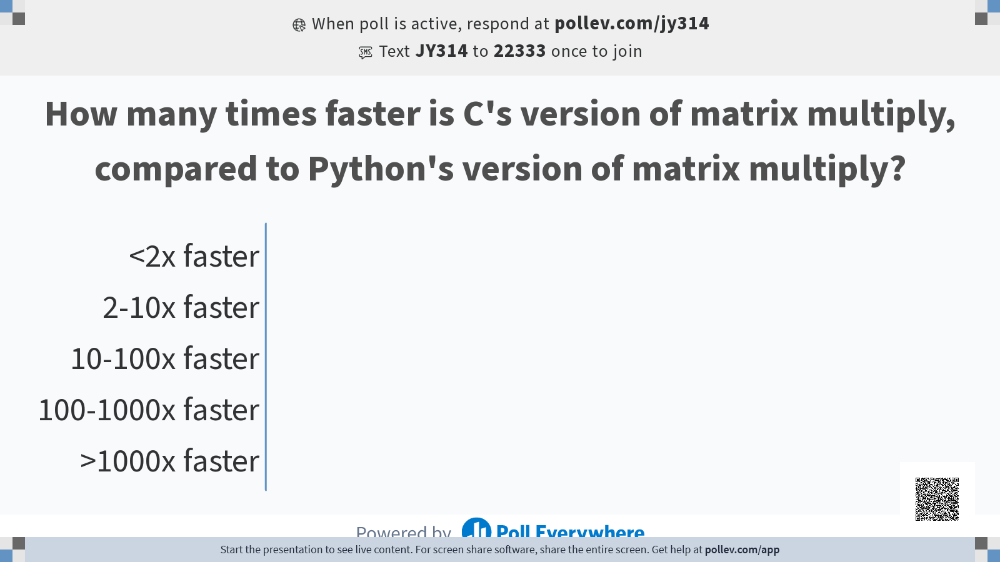 When poll is active, respond at pollev.com/jy314
SMS Text JY314 to 22333 once to join
How many times faster is C's version of matrix multiply,
compared to Python's version of matrix multiply?
<2x faster
2-10x faster
10-100x faster
100-1000x faster
>1000x faster
Powered by Poll Everywhere
Start the presentation to see live content. For screen share software, share the entire screen. Get help at pollev.com/app